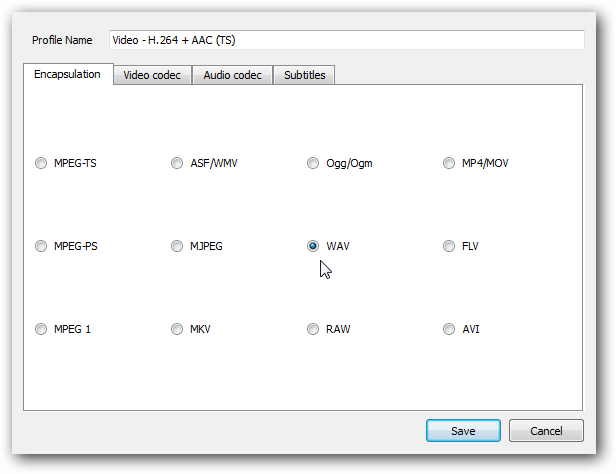 Profile Name Video - H.264 + AAC (TS)
Encapsulation Video codec Audio codec Subtitles
MPEG-TS ASF/WMV Ogg/Ogm MP4/MOV
MPEG-PS MJPEG WAV FLV
MPEG 1 MKV RAW AVI
Save Cancel